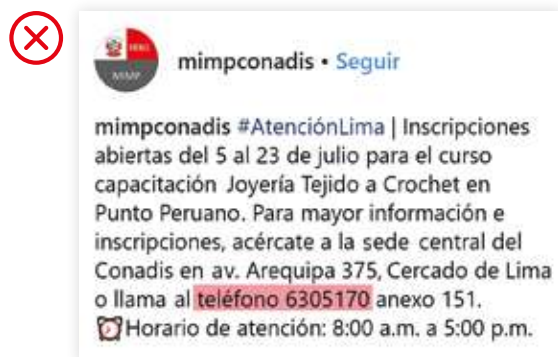 PERÚ
MIMP
mimpconadis • Seguir
mimpconadis #AtenciónLima | Inscripciones
abiertas del 5 al 23 de julio para el curso
capacitación Joyería Tejido a Crochet en
Punto Peruano. Para mayor información e
inscripciones, acércate a la sede central del
Conadis en av. Arequipa 375, Cercado de Lima
o llama al teléfono 6305170 anexo 151.
⏰Horario de atención: 8:00 a.m. a 5:00 p.m.